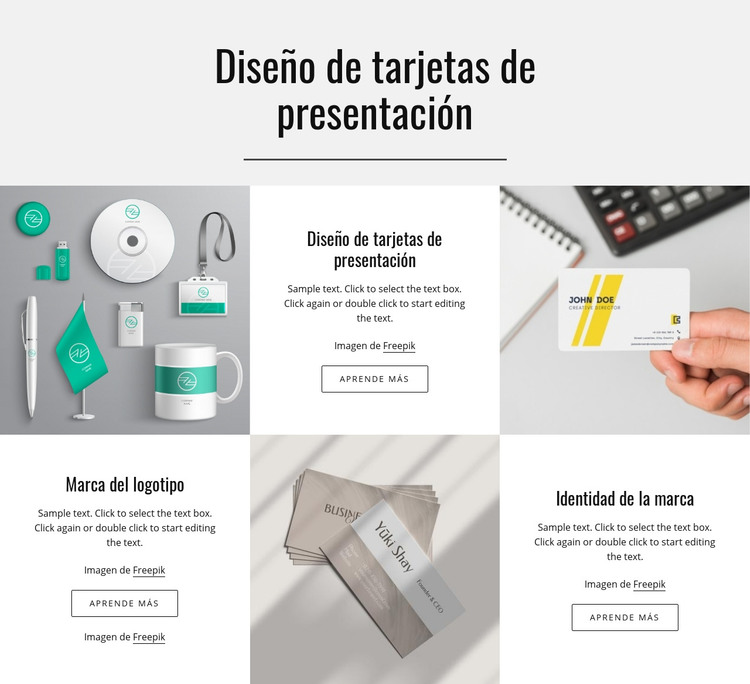 Diseño de tarjetas de
presentación
Diseño de tarjetas de
presentación
Sample text. Click to select the text box.
Click again or double click to start editing
the text.
Imagen de Freepik
APRENDE MÁS
JOHN DOE
CREATIVE DIRECTOR
Marca del logotipo
Sample text. Click to select the text box.
Click again or double click to start editing
the text.
Imagen de Freepik
APRENDE MÁS
Imagen de Freepik
Yuki Shay
Founder & CEO
Identidad de la marca
Sample text. Click to select the text box.
Click again or double click to start editing
the text.
Imagen de Freepik
APRENDE MÁS